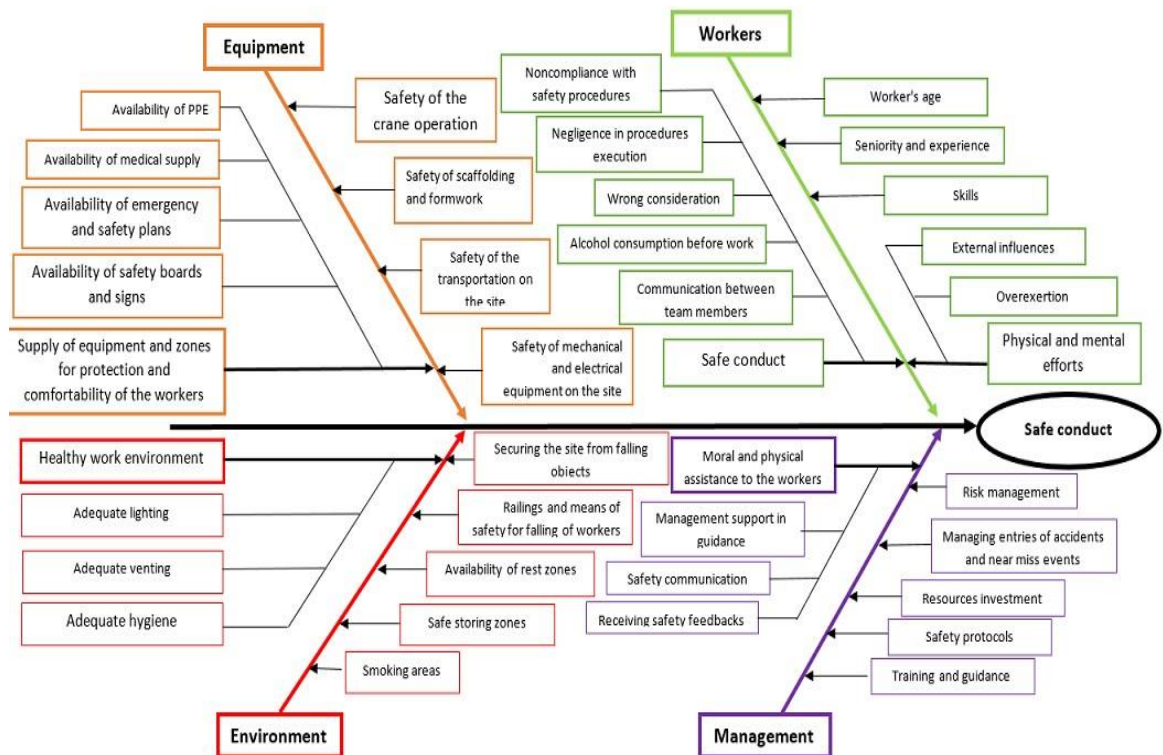 Equipment
Availability of PPE
Availability of medical supply
Availability of emergency
and safety plans
Availability of safety boards
and signs
Supply of equipment and zones
for protection and
comfortability of the workers
Safety of the
crane operation
Safety of scaffolding
and formwork
Safety of the
transportation on
the site
Safety of mechanical
and electrical
equipment on the site
Workers
Noncompliance with
safety procedures
Negligence in procedures
execution
Wrong consideration
Alcohol consumption before work
Communication between
team members
Safe conduct
Worker's age
Seniority and experience
Skills
External influences
Overexertion
Physical and mental
efforts
Safe conduct
Healthy work environment
Adequate lighting
Adequate venting
Adequate hygiene
Securing the site from falling
objects
Railings and means of
safety for falling of workers
Availability of rest zones
Safe storing zones
Smoking areas
Environment
Moral and physical
assistance to the workers
Management support in
guidance
Safety communication
Receiving safety feedbacks
Risk management
Managing entries of accidents
and near miss events
Resources investment
Safety protocols
Training and guidance
Management